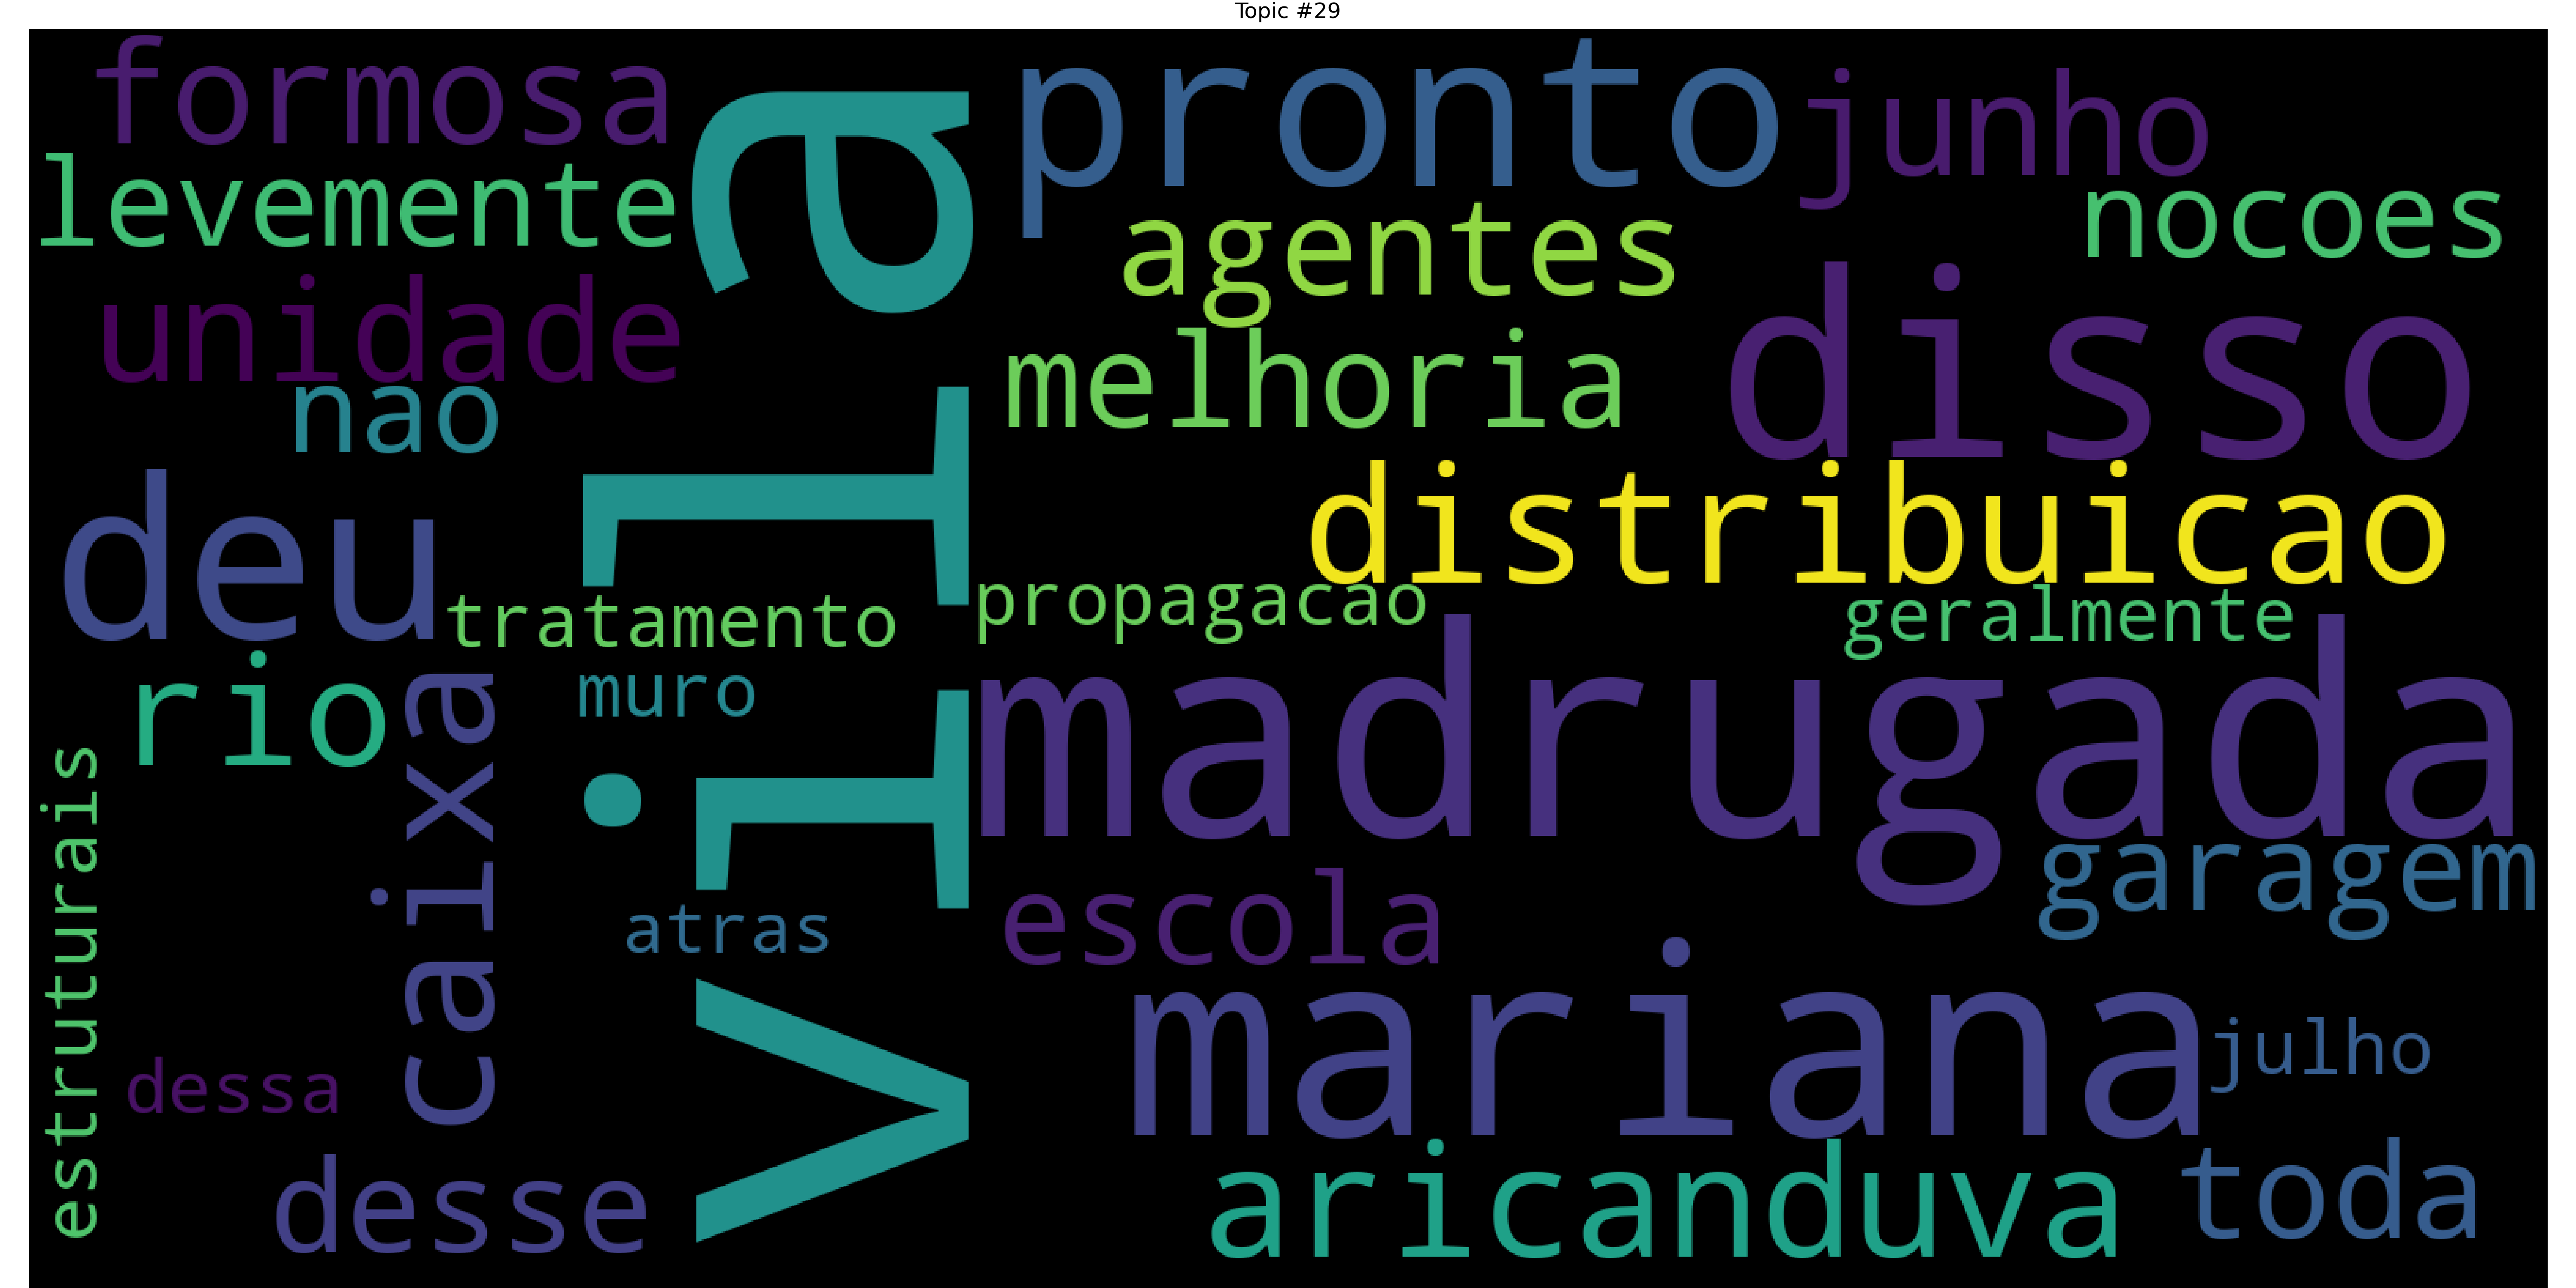 Topic #29
formosa
levemente
unidade
nao
deu
tratamento
rio
muro
caixa
estruturais
atras
dessa
desse
vila
pronto
junho
agentes
nocoes
melhoria
disso
distribuicao
propagacao
geralmente
madrugada
garagem
escola
mariana
julho
aricanduva
toda